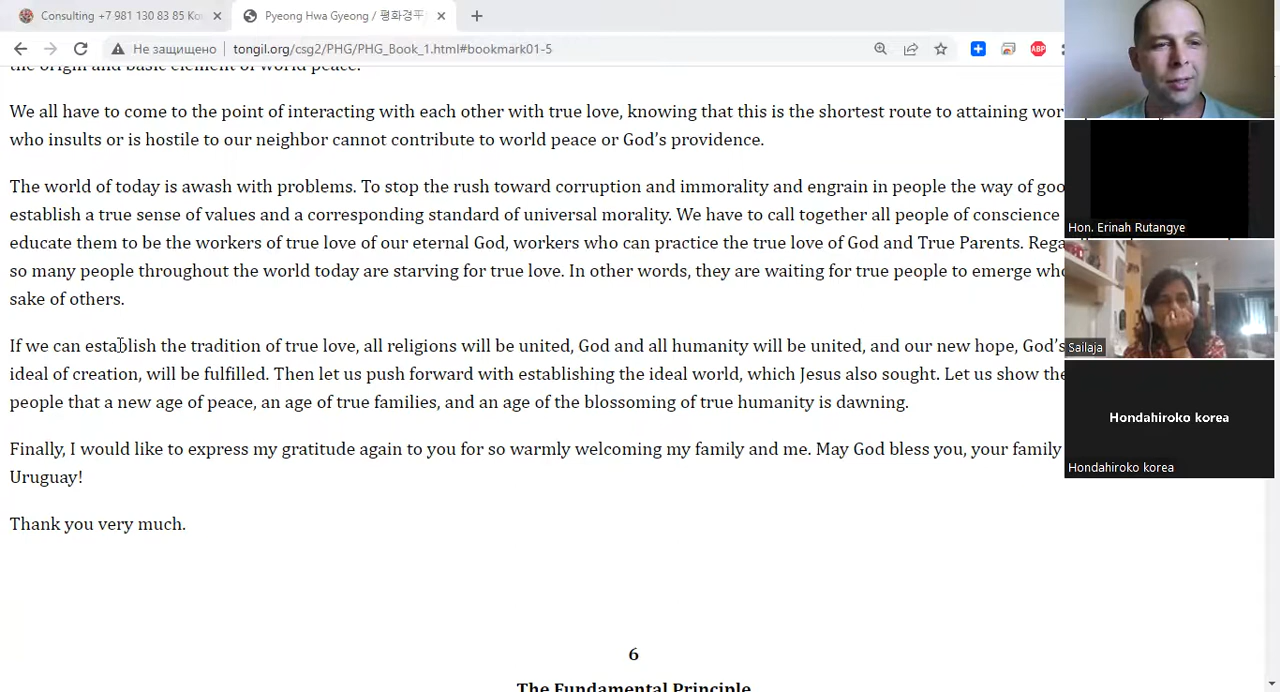 Consulting +7 981 130 83 85 Ko
Pyeong Hwa Gyeong / 평화경平
Не защищено
tongil.org/csg2/PHG/PHG_Book_1.html#bookmark01-5
ABP
the origin and basic element of world peace.
We all have to come to the point of interacting with each other with true love, knowing that this is the shortest route to attaining wor
who insults or is hostile to our neighbor cannot contribute to world peace or God’s providence.
The world of today is awash with problems. To stop the rush toward corruption and immorality and engrain in people the way of goo
establish a true sense of values and a corresponding standard of universal morality. We have to call together all people of conscience
educate them to be the workers of true love of our eternal God, workers who can practice the true love of God and True Parents. Rega
so many people throughout the world today are starving for true love. In other words, they are waiting for true people to emerge who
sake of others.
If we can establish the tradition of true love, all religions will be united, God and all humanity will be united, and our new hope, God’s
ideal of creation, will be fulfilled. Then let us push forward with establishing the ideal world, which Jesus also sought. Let us show the
people that a new age of peace, an age of true families, and an age of the blossoming of true humanity is dawning.
Finally, I would like to express my gratitude again to you for so warmly welcoming my family and me. May God bless you, your family
Uruguay!
Thank you very much.
6
The Fundamental Principle
Hon. Erinah Rutangye
Sailaja
Hondahiroko korea
Hondahiroko korea